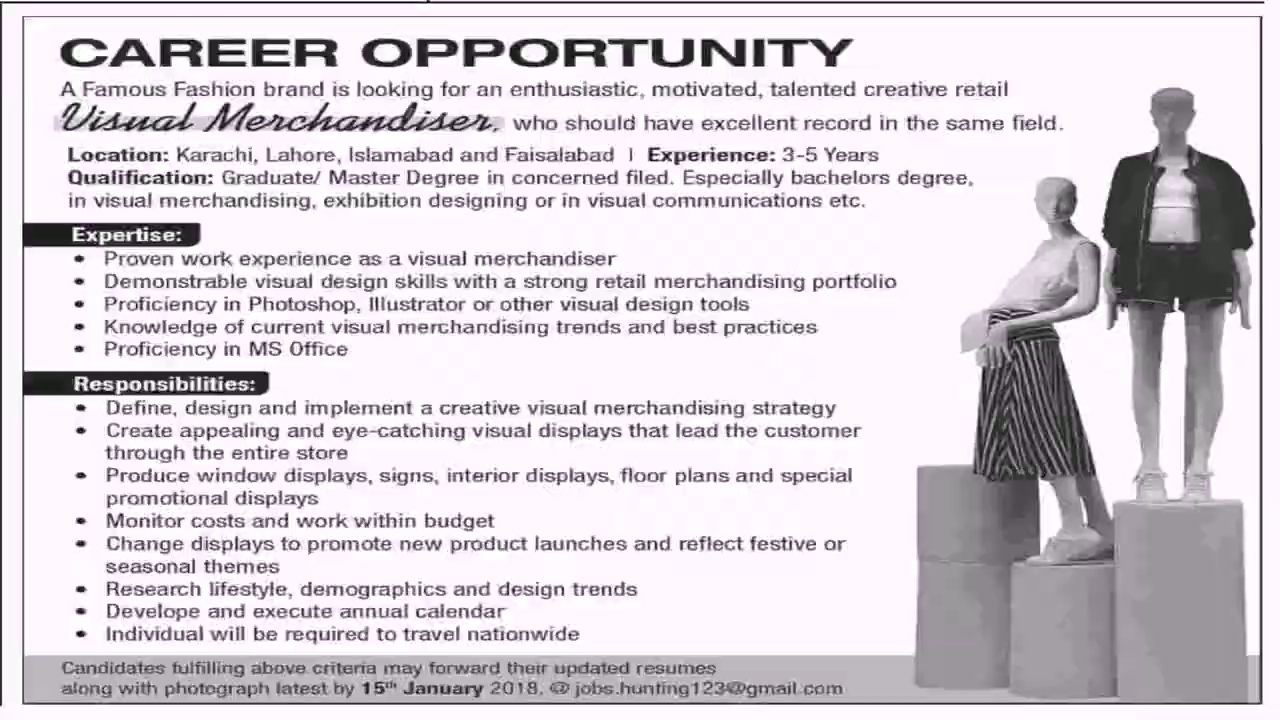 CAREER OPPORTUNITY
A Famous Fashion brand is looking for an enthusiastic, motivated, talented creative retail
Visual Merchandiser, who should have excellent record in the same field.
Location: Karachi, Lahore, Islamabad and Faisalabad | Experience: 3-5 Years
Qualification: Graduate/ Master Degree in concerned filed. Especially bachelors degree,
in visual merchandising, exhibition designing or in visual communications etc.
Expertise:
• Proven work experience as a visual merchandiser
• Demonstrable visual design skills with a strong retail merchandising portfolio
• Proficiency in Photoshop, Illustrator or other visual design tools
• Knowledge of current visual merchandising trends and best practices
• Proficiency in MS Office
Responsibilities:
• Define, design and implement a creative visual merchandising strategy
• Create appealing and eye-catching visual displays that lead the customer
through the entire store
• Produce window displays, signs, interior displays, floor plans and special
promotional displays
• Monitor costs and work within budget
• Change displays to promote new product launches and reflect festive or
seasonal themes
• Research lifestyle, demographics and design trends
• Develope and execute annual calendar
• Individual will be required to travel nationwide
Candidates fulfilling above criteria may forward their updated resumes
along with photograph latest by 15th January 2018. @ jobs.hunting123@gmail.com